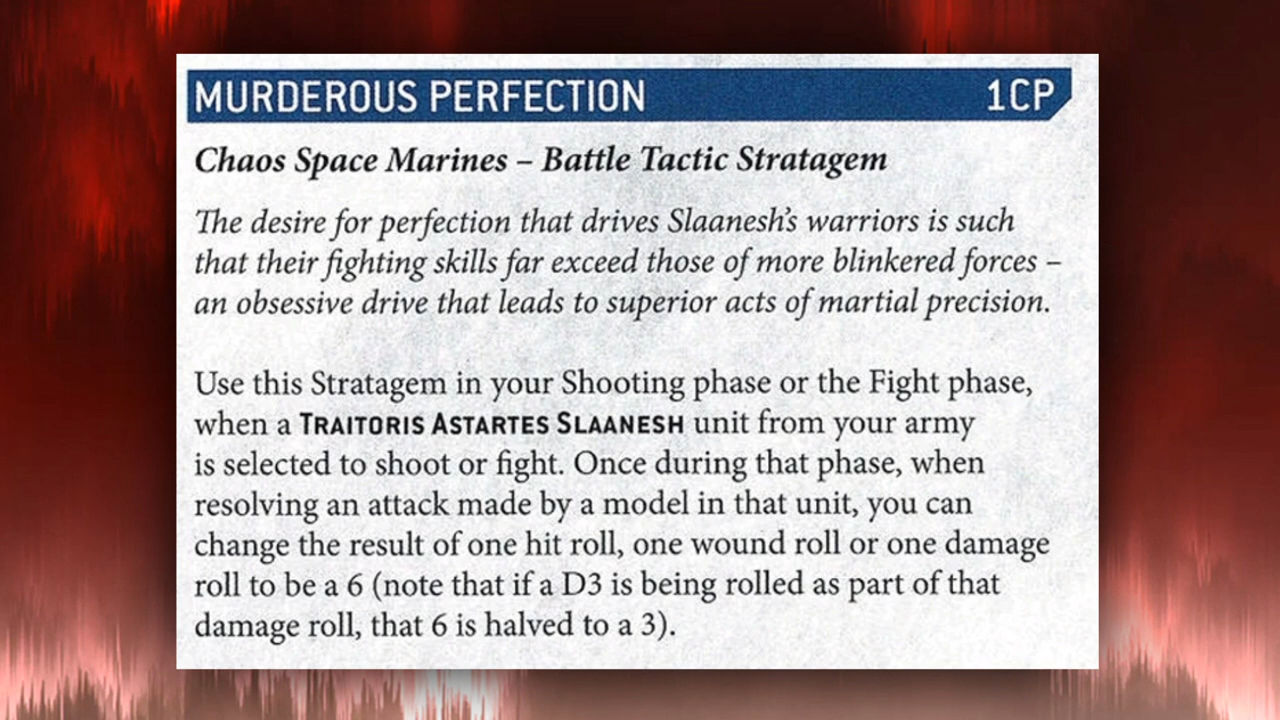 MURDEROUS PERFECTION 1CP
Chaos Space Marines – Battle Tactic Stratagem
The desire for perfection that drives Slaanesh's warriors is such
that their fighting skills far exceed those of more blinkered forces –
an obsessive drive that leads to superior acts of martial precision.
Use this Stratagem in your Shooting phase or the Fight phase,
when a TRAITORIS ASTARTES SLAANESH unit from your army
is selected to shoot or fight. Once during that phase, when
resolving an attack made by a model in that unit, you can
change the result of one hit roll, one wound roll or one damage
roll to be a 6 (note that if a D3 is being rolled as part of that
damage roll, that 6 is halved to a 3).